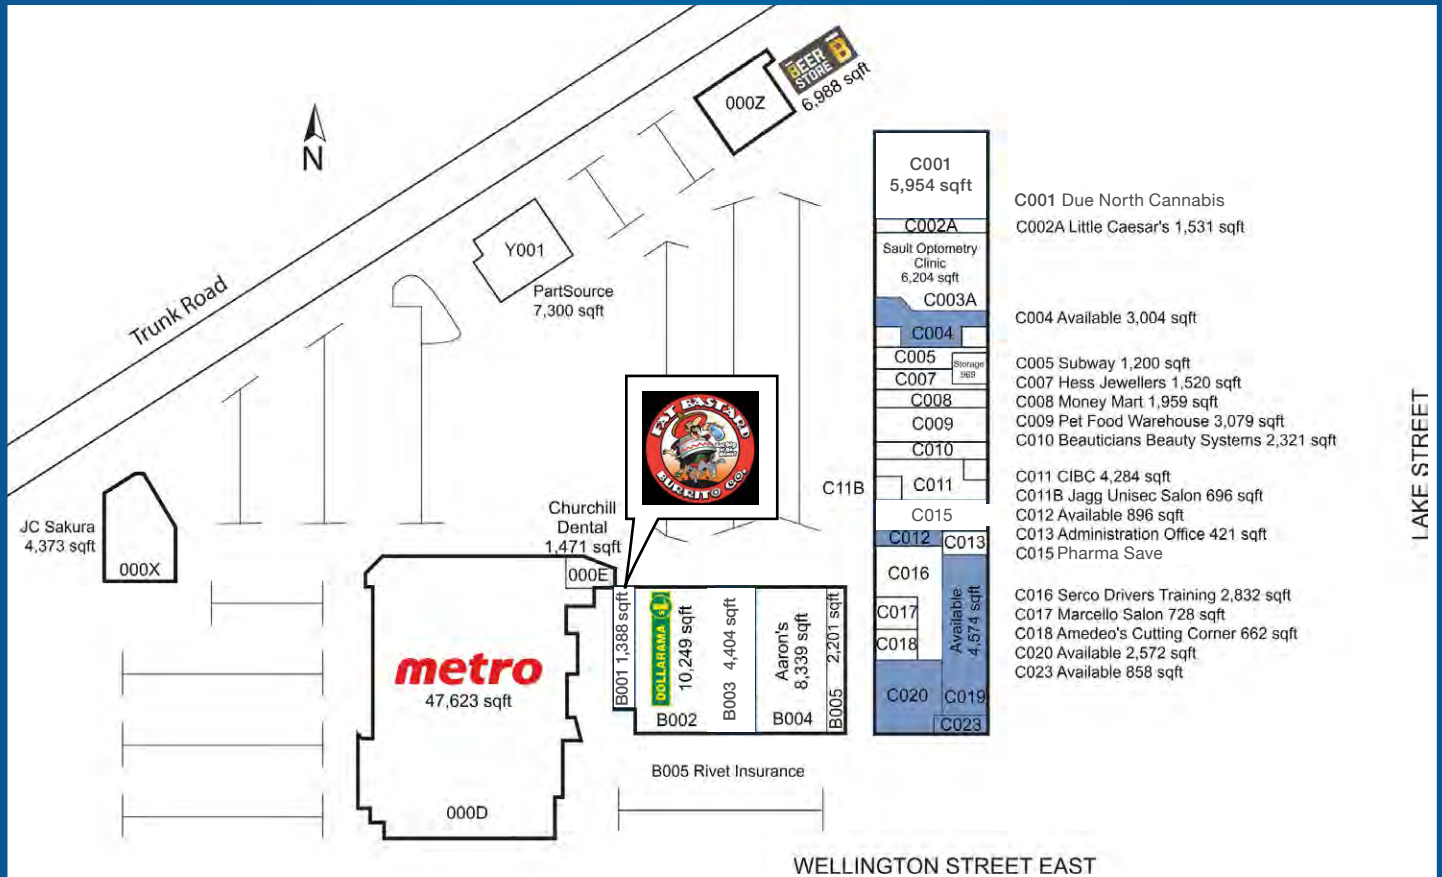 BEER
STORE
B
6,988 sqft
000Z
N
Trunk Road
Y001
PartSource
7,300 sqft
C001
5,954 sqft
C002A
Sault Optometry
Clinic
6,204 sqft
C003A
C004
C005
Storage
969
C007
C008
C009
C010
C11B
C011
C015
C012
C013
C016
C017
C018
Available
4,574 sqft
C020
C019
C023
C001 Due North Cannabis
C002A Little Caesar's 1,531 sqft
C004 Available 3,004 sqft
C005 Subway 1,200 sqft
C007 Hess Jewellers 1,520 sqft
C008 Money Mart 1,959 sqft
C009 Pet Food Warehouse 3,079 sqft
C010 Beauticians Beauty Systems 2,321 sqft
C011 CIBC 4,284 sqft
C011B Jagg Unisec Salon 696 sqft
C012 Available 896 sqft
C013 Administration Office 421 sqft
C015 Pharma Save
C016 Serco Drivers Training 2,832 sqft
C017 Marcello Salon 728 sqft
C018 Amedeo's Cutting Corner 662 sqft
C020 Available 2,572 sqft
C023 Available 858 sqft
LAKE STREET
FAT BASTARD
BURRITO CO.
JC Sakura
4,373 sqft
000X
Churchill
Dental
1,471 sqft
000E
metro
47,623 sqft
000D
B001 1,388 sqft
DOLLARAMA
10,249 sqft
B002
B003 4,404 sqft
Aaron's
8,339 sqft
B004
B005 2,201 sqft
B005 Rivet Insurance
WELLINGTON STREET EAST